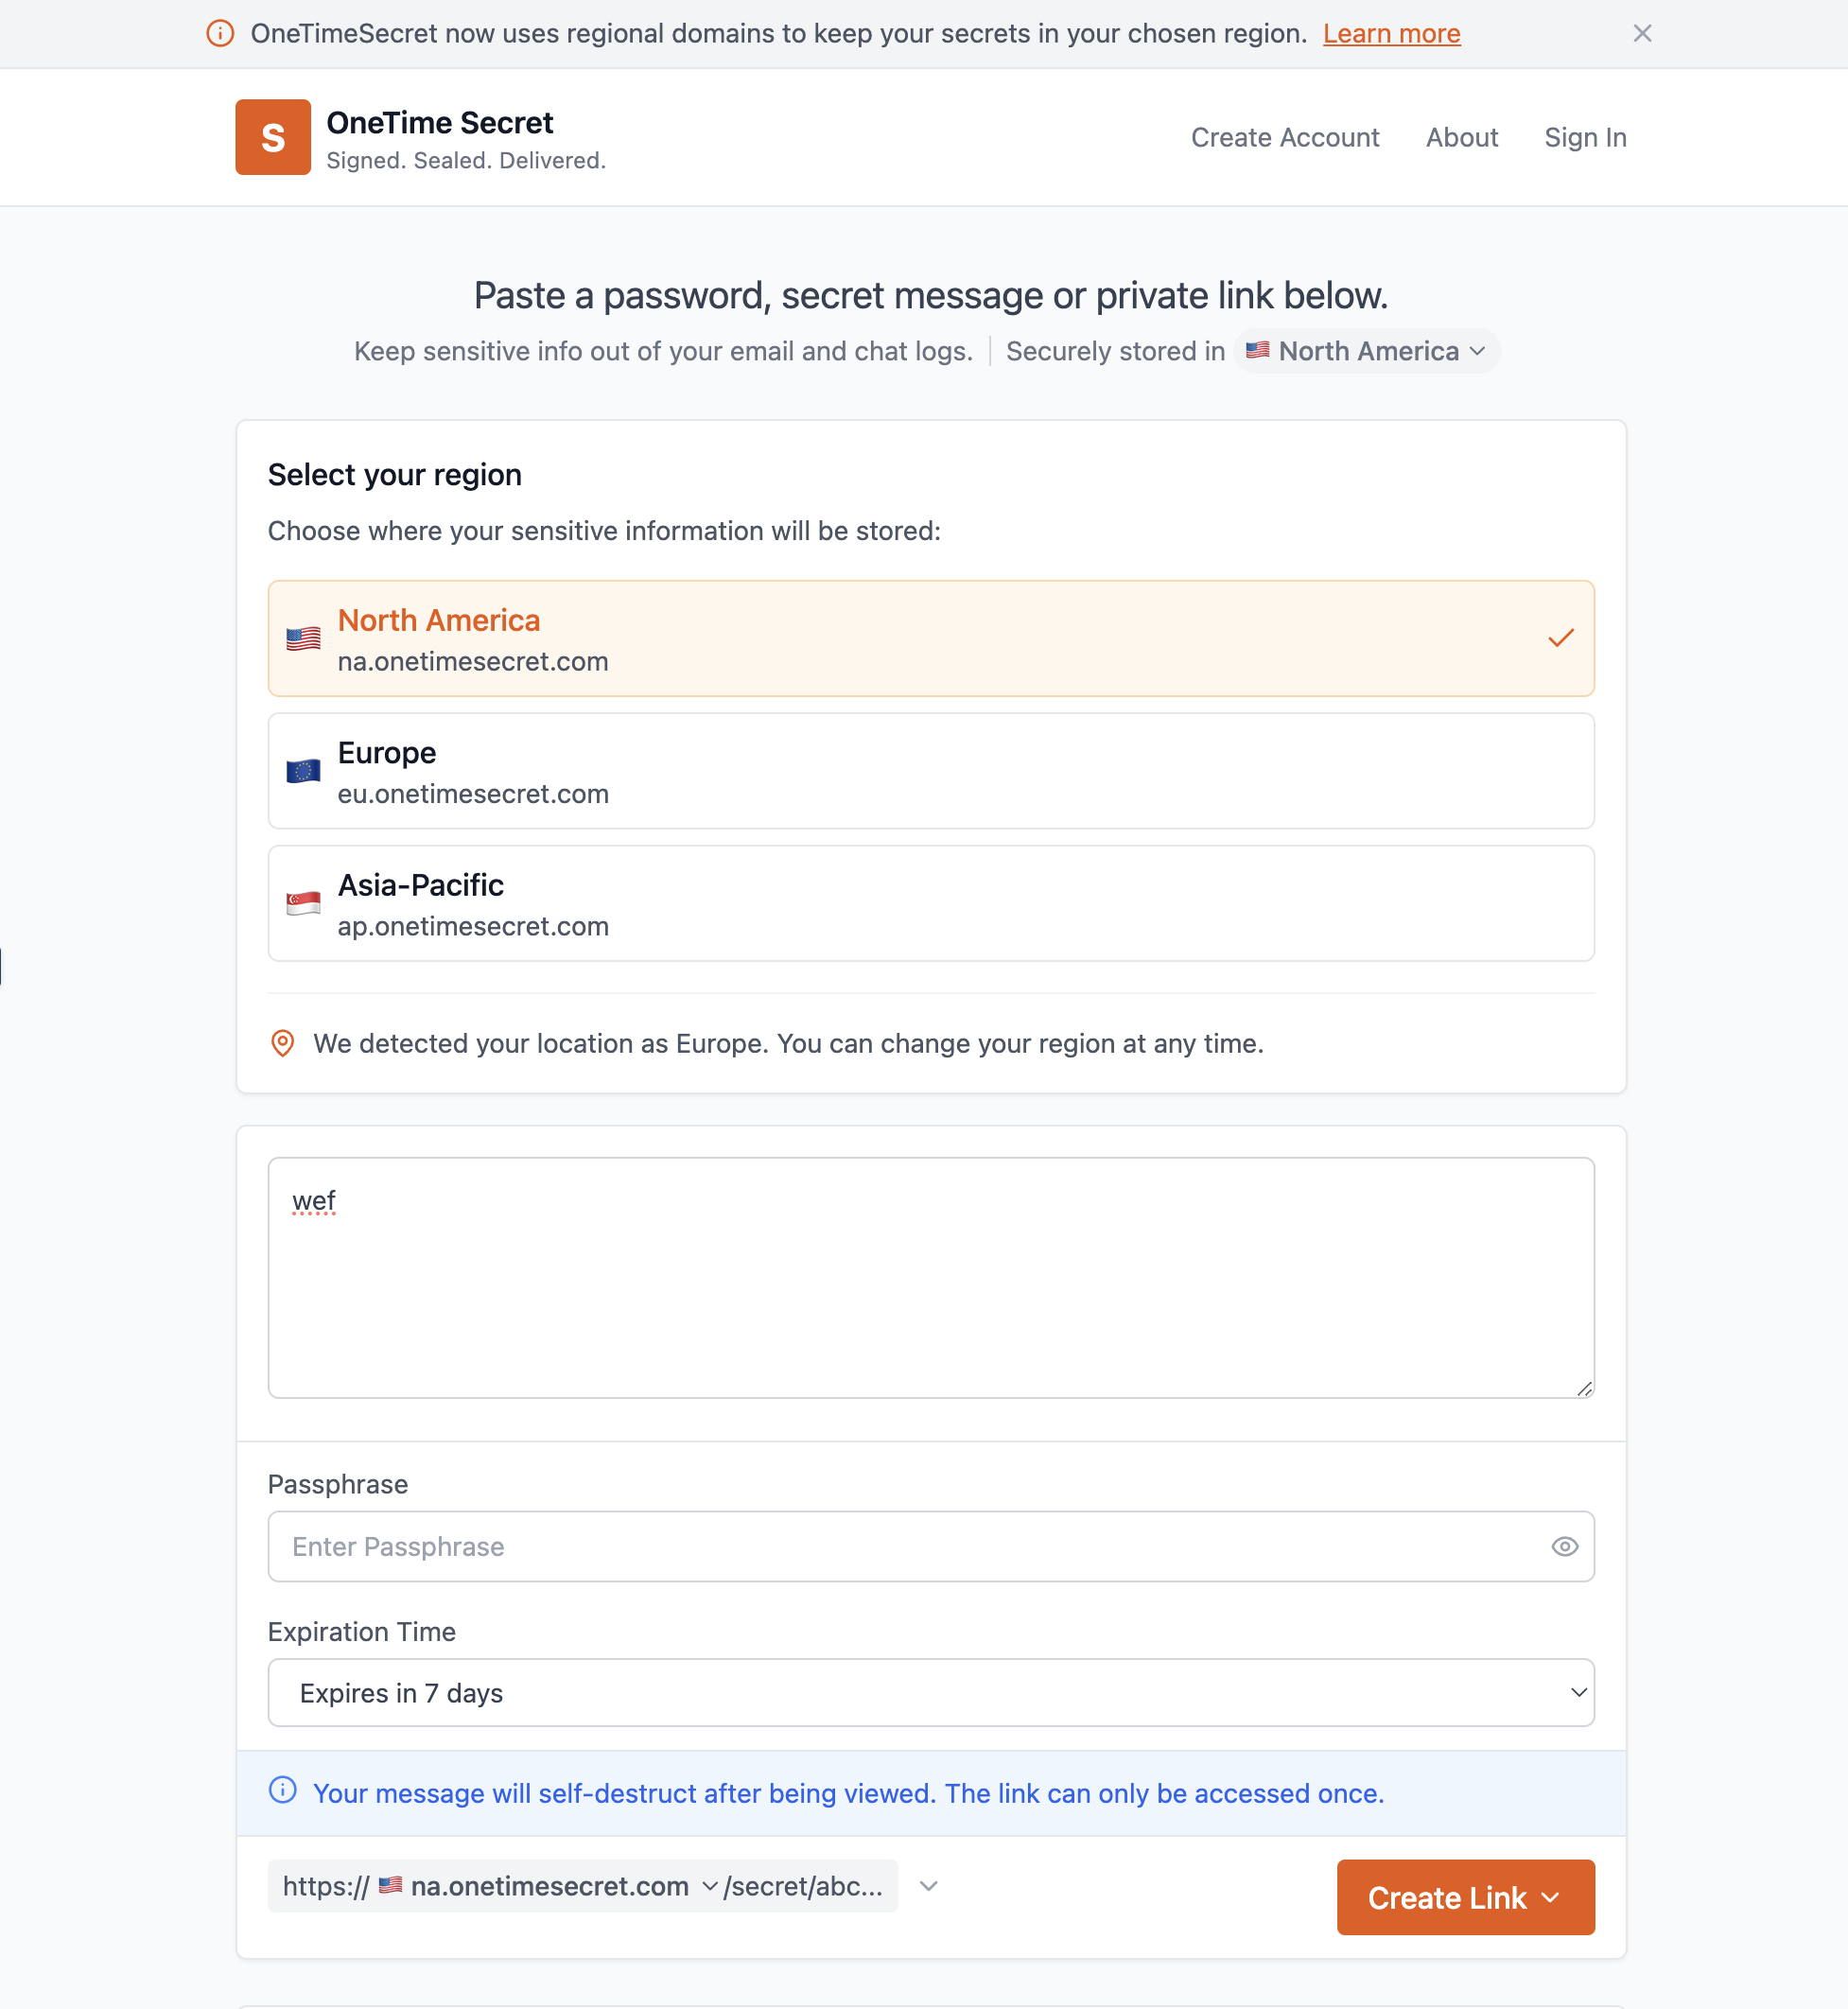 OneTimeSecret now uses regional domains to keep your secrets in your chosen region. Learn more
S
OneTime Secret
Signed. Sealed. Delivered.
Create Account About Sign In
Paste a password, secret message or private link below.
Keep sensitive info out of your email and chat logs. Securely stored in North America
Select your region
Choose where your sensitive information will be stored:
North America
na.onetimesecret.com
Europe
eu.onetimesecret.com
Asia-Pacific
ap.onetimesecret.com
We detected your location as Europe. You can change your region at any time.
wef
Passphrase
Enter Passphrase
Expiration Time
Expires in 7 days
Your message will self-destruct after being viewed. The link can only be accessed once.
https:// na.onetimesecret.com /secret/abc...
Create Link